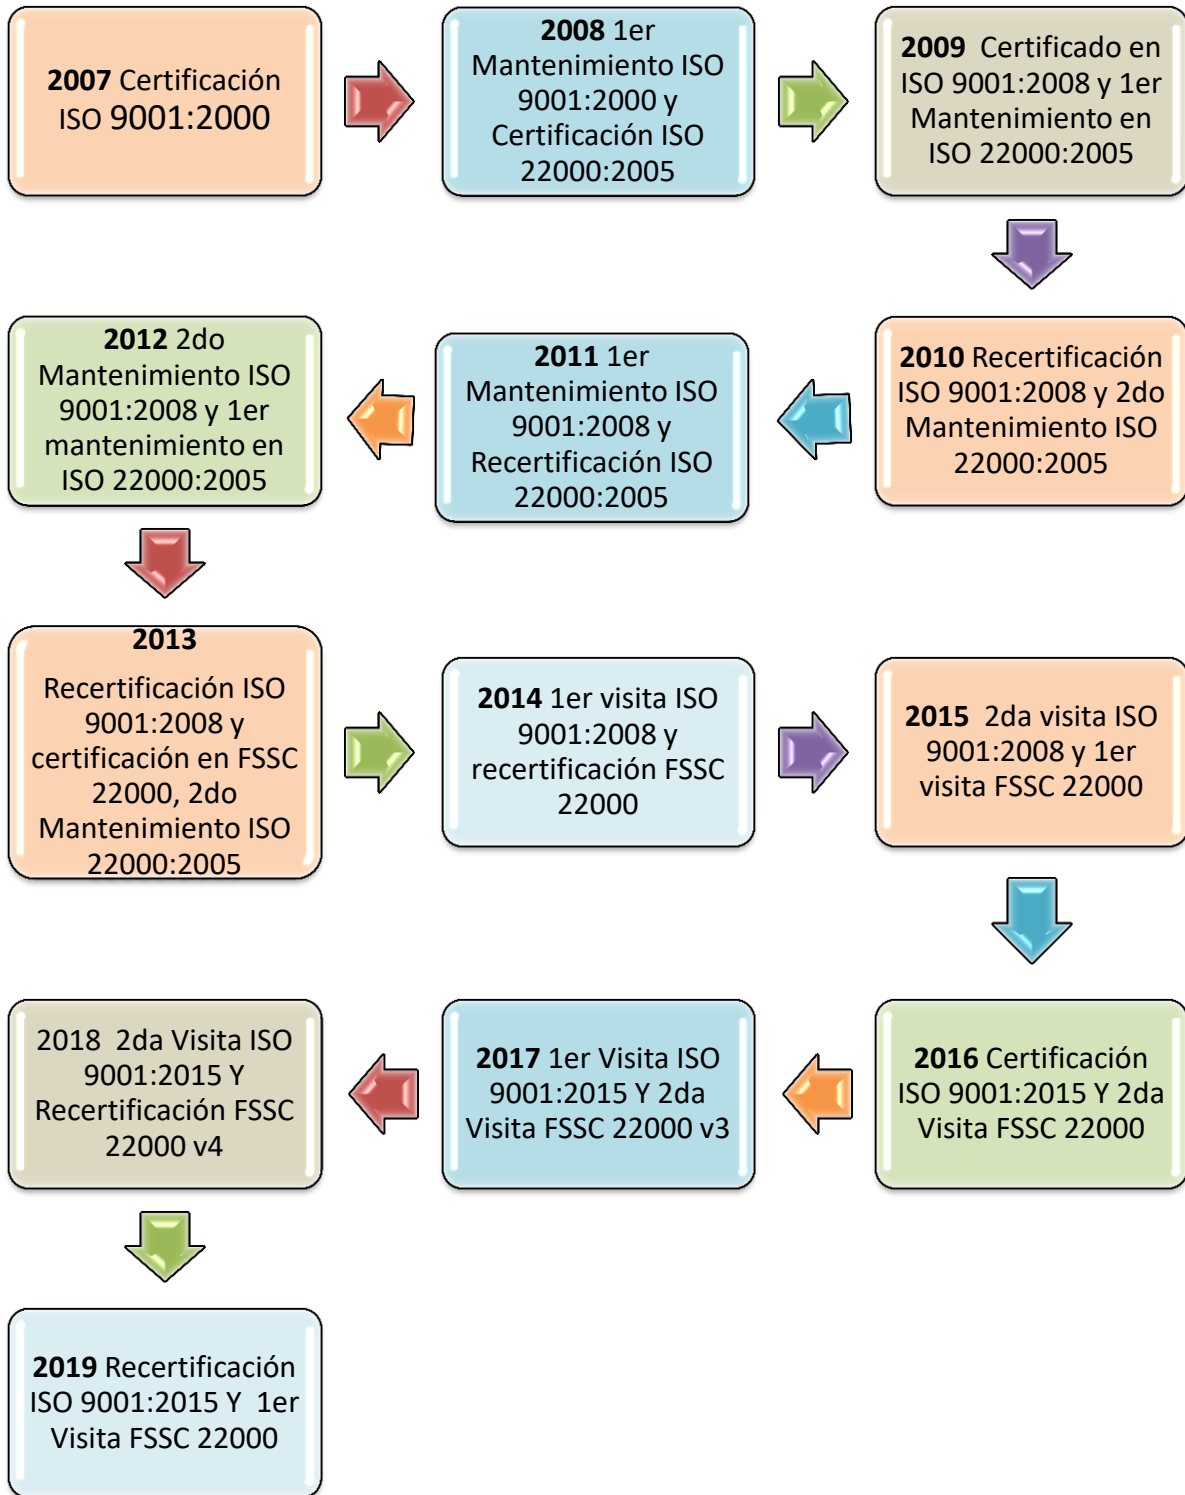 2007 Certificación
ISO 9001:2000
2008 1er
Mantenimiento ISO
9001:2000 y
Certificación ISO
22000:2005
2009 Certificado en
ISO 9001:2008 y 1er
Mantenimiento en
ISO 22000:2005
2010 Recertificación
ISO 9001:2008 y 2do
Mantenimiento ISO
22000:2005
2011 1er
Mantenimiento ISO
9001:2008 y
Recertificación ISO
22000:2005
2012 2do
Mantenimiento ISO
9001:2008 y 1er
mantenimiento en
ISO 22000:2005
2013
Recertificación ISO
9001:2008 y
certificación en FSSC
22000, 2do
Mantenimiento ISO
22000:2005
2014 1er visita ISO
9001:2008 y
recertificación FSSC
22000
2015 2da visita ISO
9001:2008 y 1er
visita FSSC 22000
2016 Certificación
ISO 9001:2015 Y 2da
Visita FSSC 22000
2017 1er Visita ISO
9001:2015 Y 2da
Visita FSSC 22000 v3
2018 2da Visita ISO
9001:2015 Y
Recertificación FSSC
22000 v4
2019 Recertificación
ISO 9001:2015 Y 1er
Visita FSSC 22000